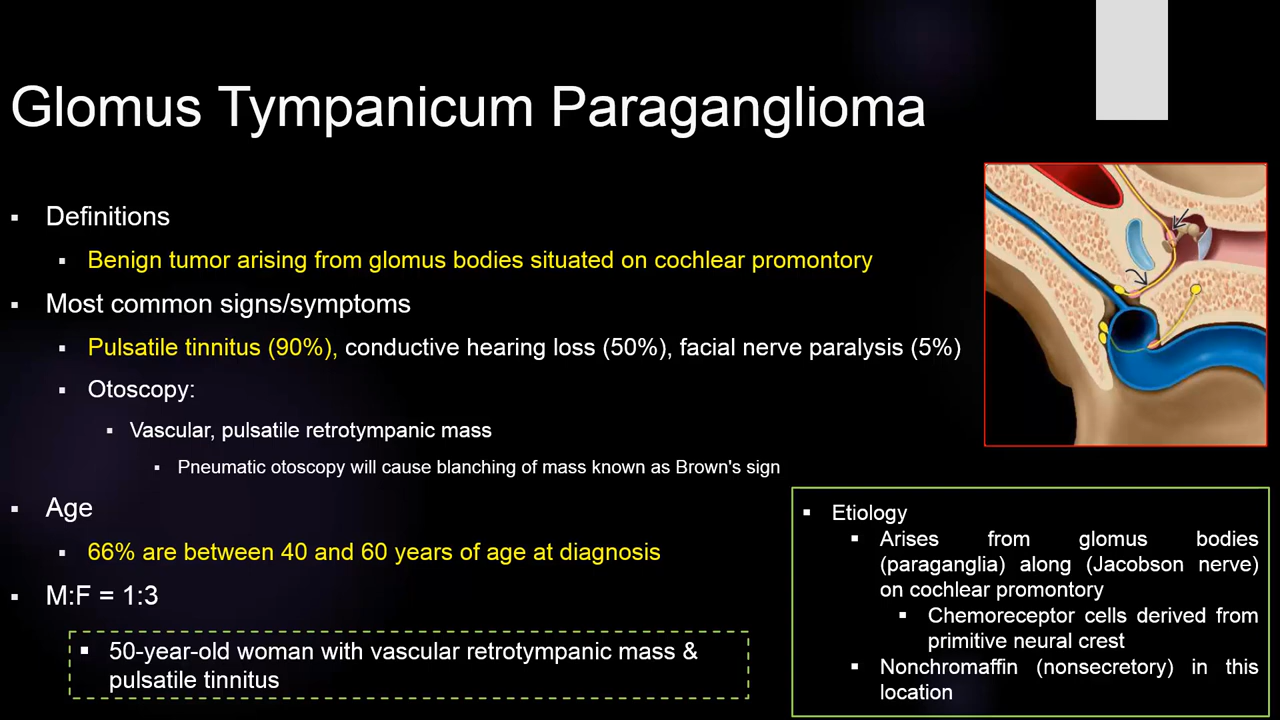 Glomus Tympanicum Paraganglioma
▪ Definitions
▪ Benign tumor arising from glomus bodies situated on cochlear promontory
▪ Most common signs/symptoms
▪ Pulsatile tinnitus (90%), conductive hearing loss (50%), facial nerve paralysis (5%)
▪ Otoscopy:
▪ Vascular, pulsatile retrotympanic mass
▪ Pneumatic otoscopy will cause blanching of mass known as Brown's sign
▪ Age
▪ 66% are between 40 and 60 years of age at diagnosis
▪ M:F = 1:3
▪ 50-year-old woman with vascular retrotympanic mass &
pulsatile tinnitus
▪ Etiology
▪ Arises from glomus bodies
(paraganglia) along (Jacobson nerve)
on cochlear promontory
▪ Chemoreceptor cells derived from
primitive neural crest
▪ Nonchromaffin (nonsecretory) in this
location